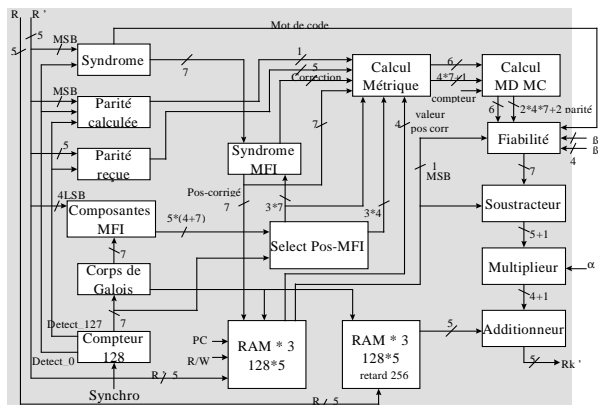 R R'
5 5
Mot de code
MSB
Syndrome
7
1
5
Correction
Calcul
Métrique
6
4*7+1
compteur
Calcul
MD MC
6
2*4*7+2 parité
MSB
Parité
calculée
5
Parité
reçue
7
4
valeur
pos corr
Fiabilité
ß
ß
4
Syndrome
MFI
1
MSB
7
4LSB
Composantes
MFI
5*(4+7)
Pos-corrigé
7
3*7
3*4
Select Pos-MFI
Soustracteur
5+1
7
Corps de
Galois
Multiplieur
α
7
4+1
Detect_127
Detect_0
Compteur
128
PC
R/W
RAM * 3
128*5
RAM * 3
128*5
retard 256
5
Additionneur
5
Rk'
Synchro
R' 5
R 5